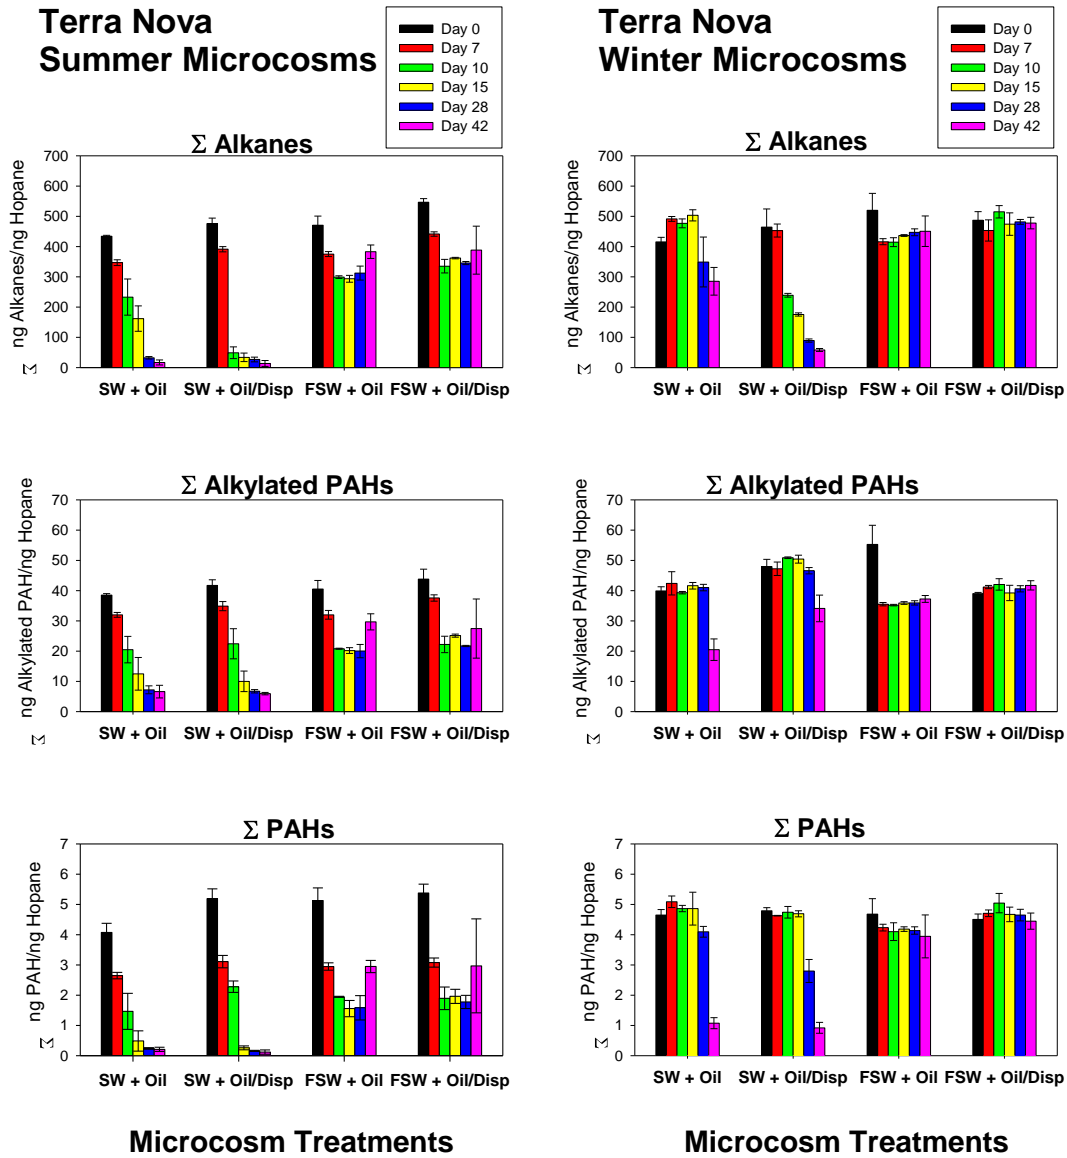 Terra Nova
Summer Microcosms
Day 0
Day 7
Day 10
Day 15
Day 28
Day 42
Σ Alkanes
ng Alkanes/ng Hopane
Σ
700
600
500
400
300
200
100
0
SW + Oil SW + Oil/Disp FSW + Oil FSW + Oil/Disp
Σ Alkylated PAHs
ng Alkylated PAH/ng Hopane
Σ
70
60
50
40
30
20
10
0
SW + Oil SW + Oil/Disp FSW + Oil FSW + Oil/Disp
Σ PAHs
ng PAH/ng Hopane
Σ
7
6
5
4
3
2
1
0
SW + Oil SW + Oil/Disp FSW + Oil FSW + Oil/Disp
Microcosm Treatments
Terra Nova
Winter Microcosms
Day 0
Day 7
Day 10
Day 15
Day 28
Day 42
Σ Alkanes
ng Alkanes/ng Hopane
Σ
700
600
500
400
300
200
100
0
SW + Oil SW + Oil/Disp FSW + Oil FSW + Oil/Disp
Σ Alkylated PAHs
ng Alkylated PAH/ng Hopane
Σ
70
60
50
40
30
20
10
0
SW + Oil SW + Oil/Disp FSW + Oil FSW + Oil/Disp
Σ PAHs
ng PAH/ng Hopane
Σ
7
6
5
4
3
2
1
0
SW + Oil SW + Oil/Disp FSW + Oil FSW + Oil/Disp
Microcosm Treatments